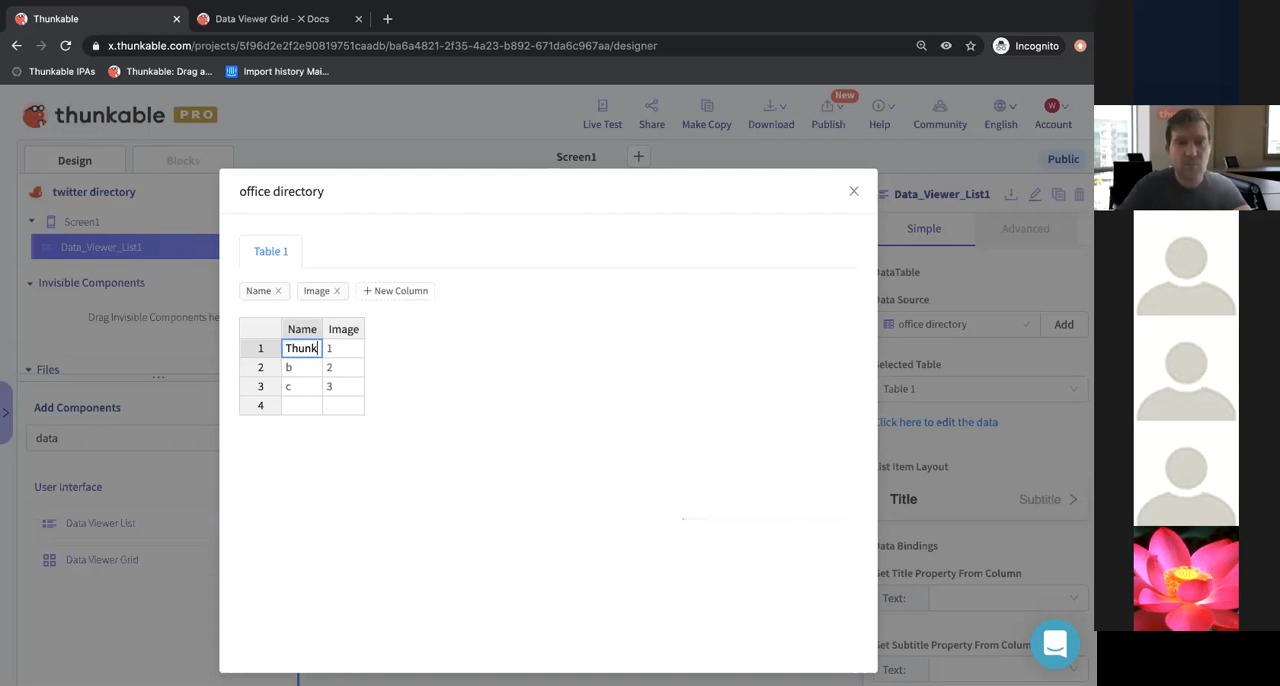 Thunkable
Data Viewer Grid - X Docs
x.thunkable.com/projects/5f96d2e2f2e90819751caadb/ba6a4821-2f35-4a23-b892-671da6c967aa/designer
Incognito
Thunkable IPAs
Thunkable: Drag a...
Import history Mai...
thunkable PRO
Live Test
Share
Make Copy
Download
New
Publish
Help
Community
English
W
Account
Design
Blocks
Screen1
Public
twitter directory
Screen1
Data_Viewer_List1
Invisible Components
Drag Invisible Components he
Files
Add Components
data
User Interface
Data Viewer List
Data Viewer Grid
office directory
Table 1
Name
Image
+ New Column
Name Image
1 Thunk 1
2 b 2
3 c 3
4
Data_Viewer_List1
Simple
Advanced
DataTable
Data Source
office directory
Add
Selected Table
Table 1
Click here to edit the data
List Item Layout
Title
Subtitle
Data Bindings
Get Title Property From Column
Text:
Get Subtitle Property From Colum
Text: